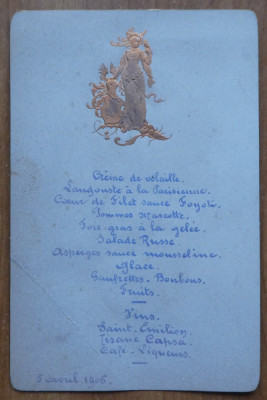 Crème de volaille.
Langouste à la Parisienne.
Cœur de Filet sauce Foyot.
Pommes Mascotte.
Foie-gras à la gelée.
Salade Russe.
Asperges sauce mousseline.
Glace.
Gaufrettes-Bonbons.
Fruits.
Vins.
Saint-Emilion.
Tisane Capsa.
Café-Liqueurs.
5 avril 1906.